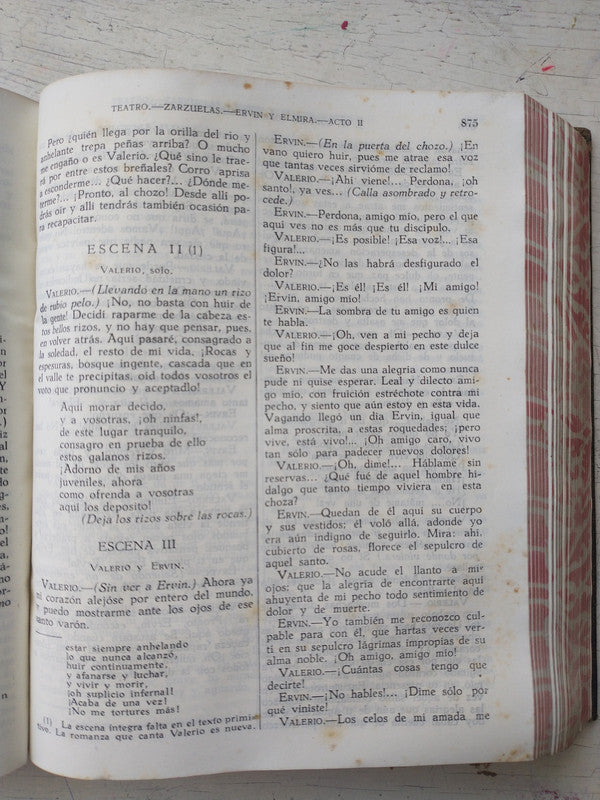 TEATRO.—ZARZUELAS.—ERVIN Y ELMIRA.—ACTO II
875
Pero ¿quién llega por la orilla del río y
anhelante trepa peñas arriba? O mucho
me engaño o es Valerio. ¿Qué sino le trae-
rá por entre estos breñales? Corro aprisa
a esconderme... ¿Qué hacer?... ¿Dónde me-
terme?... ¡Pronto, al chozo! Desde allí po-
drás oír y allí tendrás también ocasión pa-
ra recapacitar.
ESCENA II (1)
VALERIO, solo.
VALERIO.—(Llevando en la mano un rizo
de rubio pelo.) ¡No, no basta con huir de
la gente! Decidí raparme de la cabeza es-
tos bellos rizos, y no hay que pensar, pues,
en volver atrás. Aquí pasaré, consagrado a
la soledad, el resto de mi vida. ¡Rocas y
espesuras, bosque ingente, cascada que en
el valle te precipitas, oíd todos vosotros el
voto que pronuncio y aceptadlo!
Aquí morar decido,
y a vosotras, ¡oh ninfas!,
de este lugar tranquilo,
consagro en prueba de ello
estos galanos rizos.
¡Adorno de mis años
juveniles, ahora
como ofrenda a vosotras
aquí los deposito!
(Deja los rizos sobre las rocas.)
ESCENA III
VALERIO Y ERVIN.
VALERIO.—(Sin ver a Ervin.) Ahora ya
mi corazón alejóse por entero del mundo,
y puedo mostrarme ante los ojos de ese
santo varón.
estar siempre anhelando
lo que nunca alcanzó,
huir continuamente,
y afanarse y luchar,
y vivir y morir,
¡oh suplicio infernal!
¡Acaba de una vez!
¡No me tortures más!
(1) La escena íntegra falta en el texto primi-
tivo. La romanza que canta Valerio es nueva.
ERVIN.—(En la puerta del chozo.) ¡En
vano quiero huir, pues me atrae esa voz
que tantas veces sirvióme de reclamo!
VALERIO.—¡Ahí viene!... Perdona, ¡oh
santo!, ya ves... (Calla asombrado y retro-
cede.)
ERVIN.—Perdona, amigo mío, pero el que
aquí ves no es más que tu discípulo.
VALERIO.—¡Es posible! ¡Esa voz!... ¡Esa
figura!...
ERVIN.—¿No las habrá desfigurado el
dolor?
VALERIO.—¡Es él! ¡Es él! ¡Mi amigo!
¡Ervin, amigo mío!
ERVIN.—La sombra de tu amigo es quien
te habla.
VALERIO.—¡Oh, ven a mi pecho y deja
que al fin me goce despierto en este dulce
sueño!
ERVIN.—Me das una alegría como nunca
pude ni quise esperar. Leal y dilecto ami-
go mío, con fruición estréchote contra mi
pecho, y siento que aún estoy en esta vida.
Vagando llegó un día Ervin, igual que
alma proscrita, a estas roquedades; ¡pero
vive, está vivo!... ¡Oh amigo caro, vivo
tan sólo para padecer nuevos dolores!
VALERIO.—¡Oh, dime!... Háblame sin
reservas... ¿Qué fué de aquel hombre hi-
dalgo que tanto tiempo viviera en esta
choza?
ERVIN.—Quedan de él aquí su cuerpo
y sus vestidos; él voló allá, adonde yo
era aún indigno de seguirlo. Mira: ahí,
cubierto de rosas, florece el sepulcro de
aquel santo.
VALERIO.—No acude el llanto a mis
ojos; que la alegría de encontrarte aquí
ahuyenta de mi pecho todo sentimiento de
dolor y de muerte.
ERVIN.—Yo también me reconozco cul-
pable para con él, que hartas veces ver-
tí en su sepulcro lágrimas impropias de su
alma noble. ¡Oh amigo, amigo mío!
VALERIO.—¡Cuántas cosas tengo que
decirte!
ERVIN.—¡No hables!... ¡Dime sólo por
qué viniste!
VALERIO.—Los celos de mi amada me